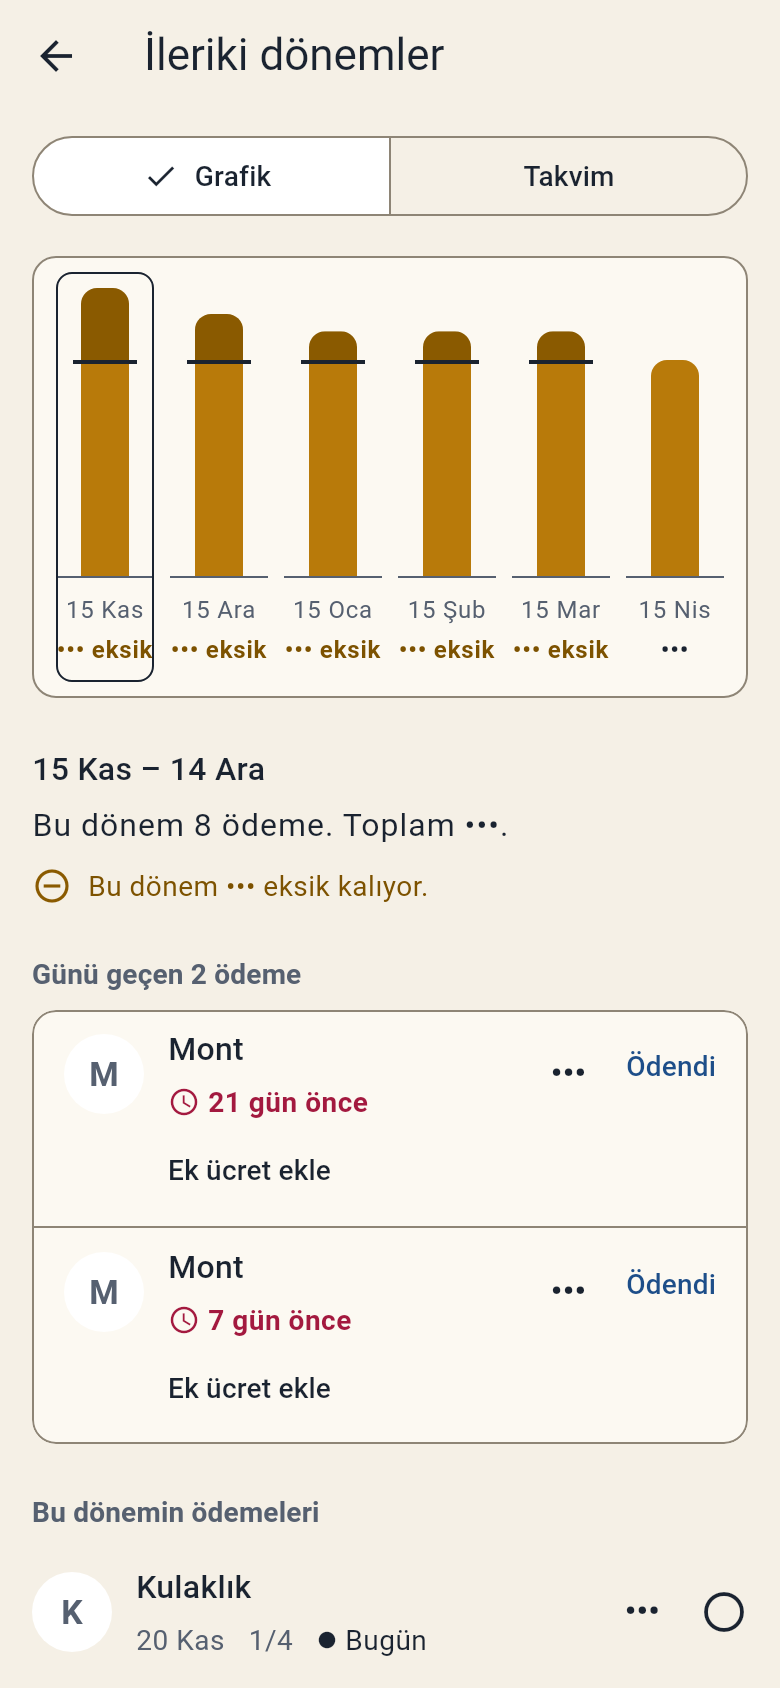 İleriki dönemler
Grafik
Takvim
15 Kas 15 Ara 15 Oca 15 Şub 15 Mar 15 Nis
••• eksik ••• eksik ••• eksik ••• eksik ••• eksik •••
15 Kas – 14 Ara
Bu dönem 8 ödeme. Toplam •••.
Bu dönem ••• eksik kalıyor.
Günü geçen 2 ödeme
M
Mont
••• Ödendi
21 gün önce
Ek ücret ekle
M
Mont
••• Ödendi
7 gün önce
Ek ücret ekle
Bu dönemin ödemeleri
K
Kulaklık
•••
20 Kas 1/4 ● Bugün